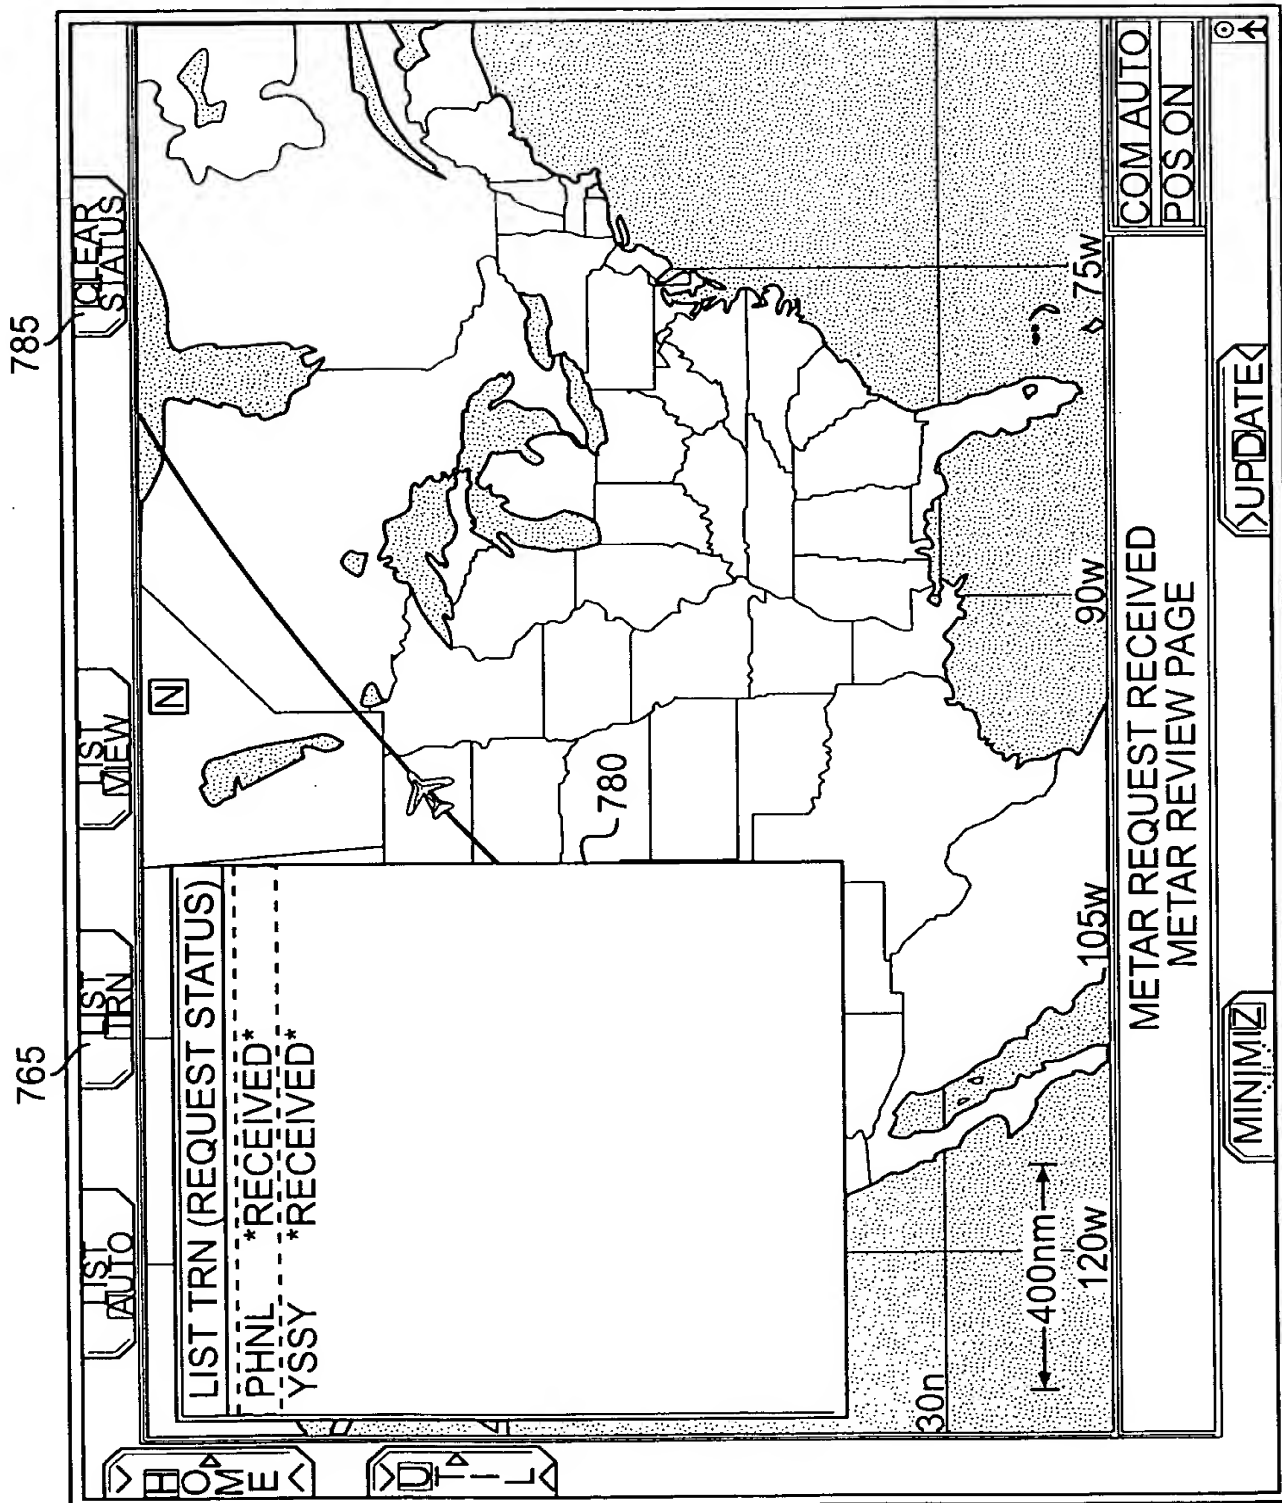 765
785
LIST
AUTO
LIST
TRN
LIST
VIEW
CLEAR
STATUS
>HOME<
>UTIL<
LIST TRN (REQUEST STATUS)
PHNL *RECEIVED*
YSSY *RECEIVED*
N
780
30n
400nm
120w
105w
90w
75w
METAR REQUEST RECEIVED
METAR REVIEW PAGE
COM AUTO
POS ON
MINIMIZ
>UPDATE<